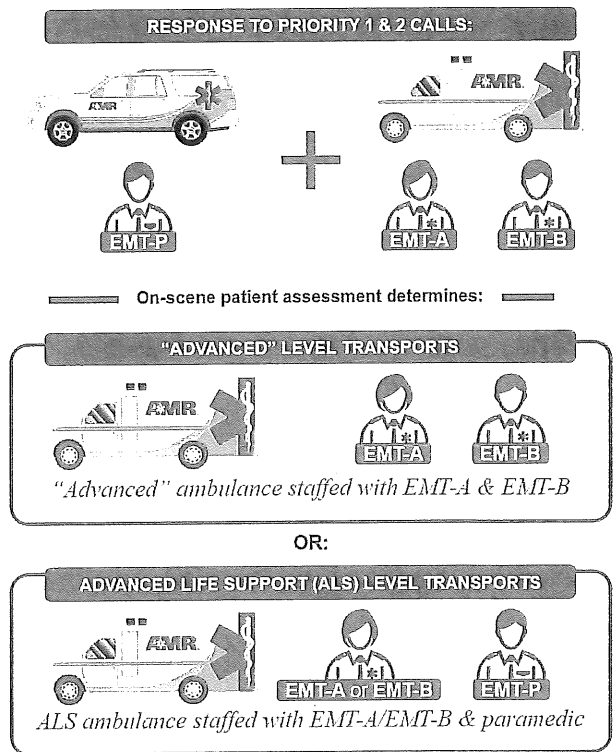 RESPONSE TO PRIORITY 1 & 2 CALLS:
AMR
AMR
EMT-P
EMT-A
EMT-B
On-scene patient assessment determines:
"ADVANCED" LEVEL TRANSPORTS
AMR
EMT-A
EMT-B
"Advanced" ambulance staffed with EMT-A & EMT-B
OR:
ADVANCED LIFE SUPPORT (ALS) LEVEL TRANSPORTS
AMR
EMT-A or EMT-B
EMT-P
ALS ambulance staffed with EMT-A/EMT-B & paramedic